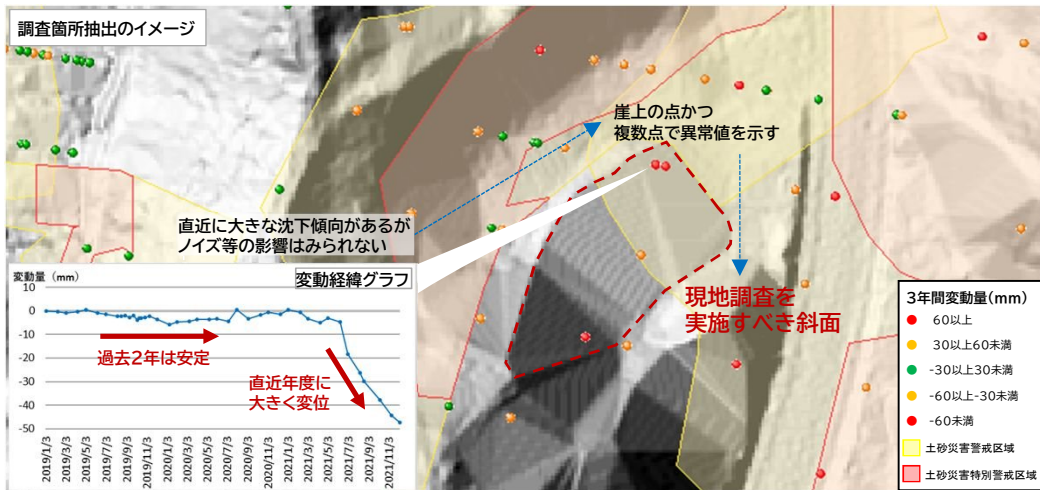 調査箇所抽出のイメージ
崖上の点かつ
複数点で異常値を示す
直近に大きな沈下傾向があるが
ノイズ等の影響はみられない
変動量（mm）
変動経緯グラフ
10
0
-10
-20
-30
-40
-50
過去2年は安定
直近年度に
大きく変位
2019/1/3
2019/3/3
2019/5/3
2019/7/3
2019/9/3
2019/11/3
2020/1/3
2020/3/3
2020/5/3
2020/7/3
2020/9/3
2020/11/3
2021/1/3
2021/3/3
2021/5/3
2021/7/3
2021/9/3
2021/11/3
現地調査を
実施すべき斜面
3年間変動量(mm)
60以上
30以上60未満
-30以上30未満
-60以上-30未満
-60未満
土砂災害警戒区域
土砂災害特別警戒区域